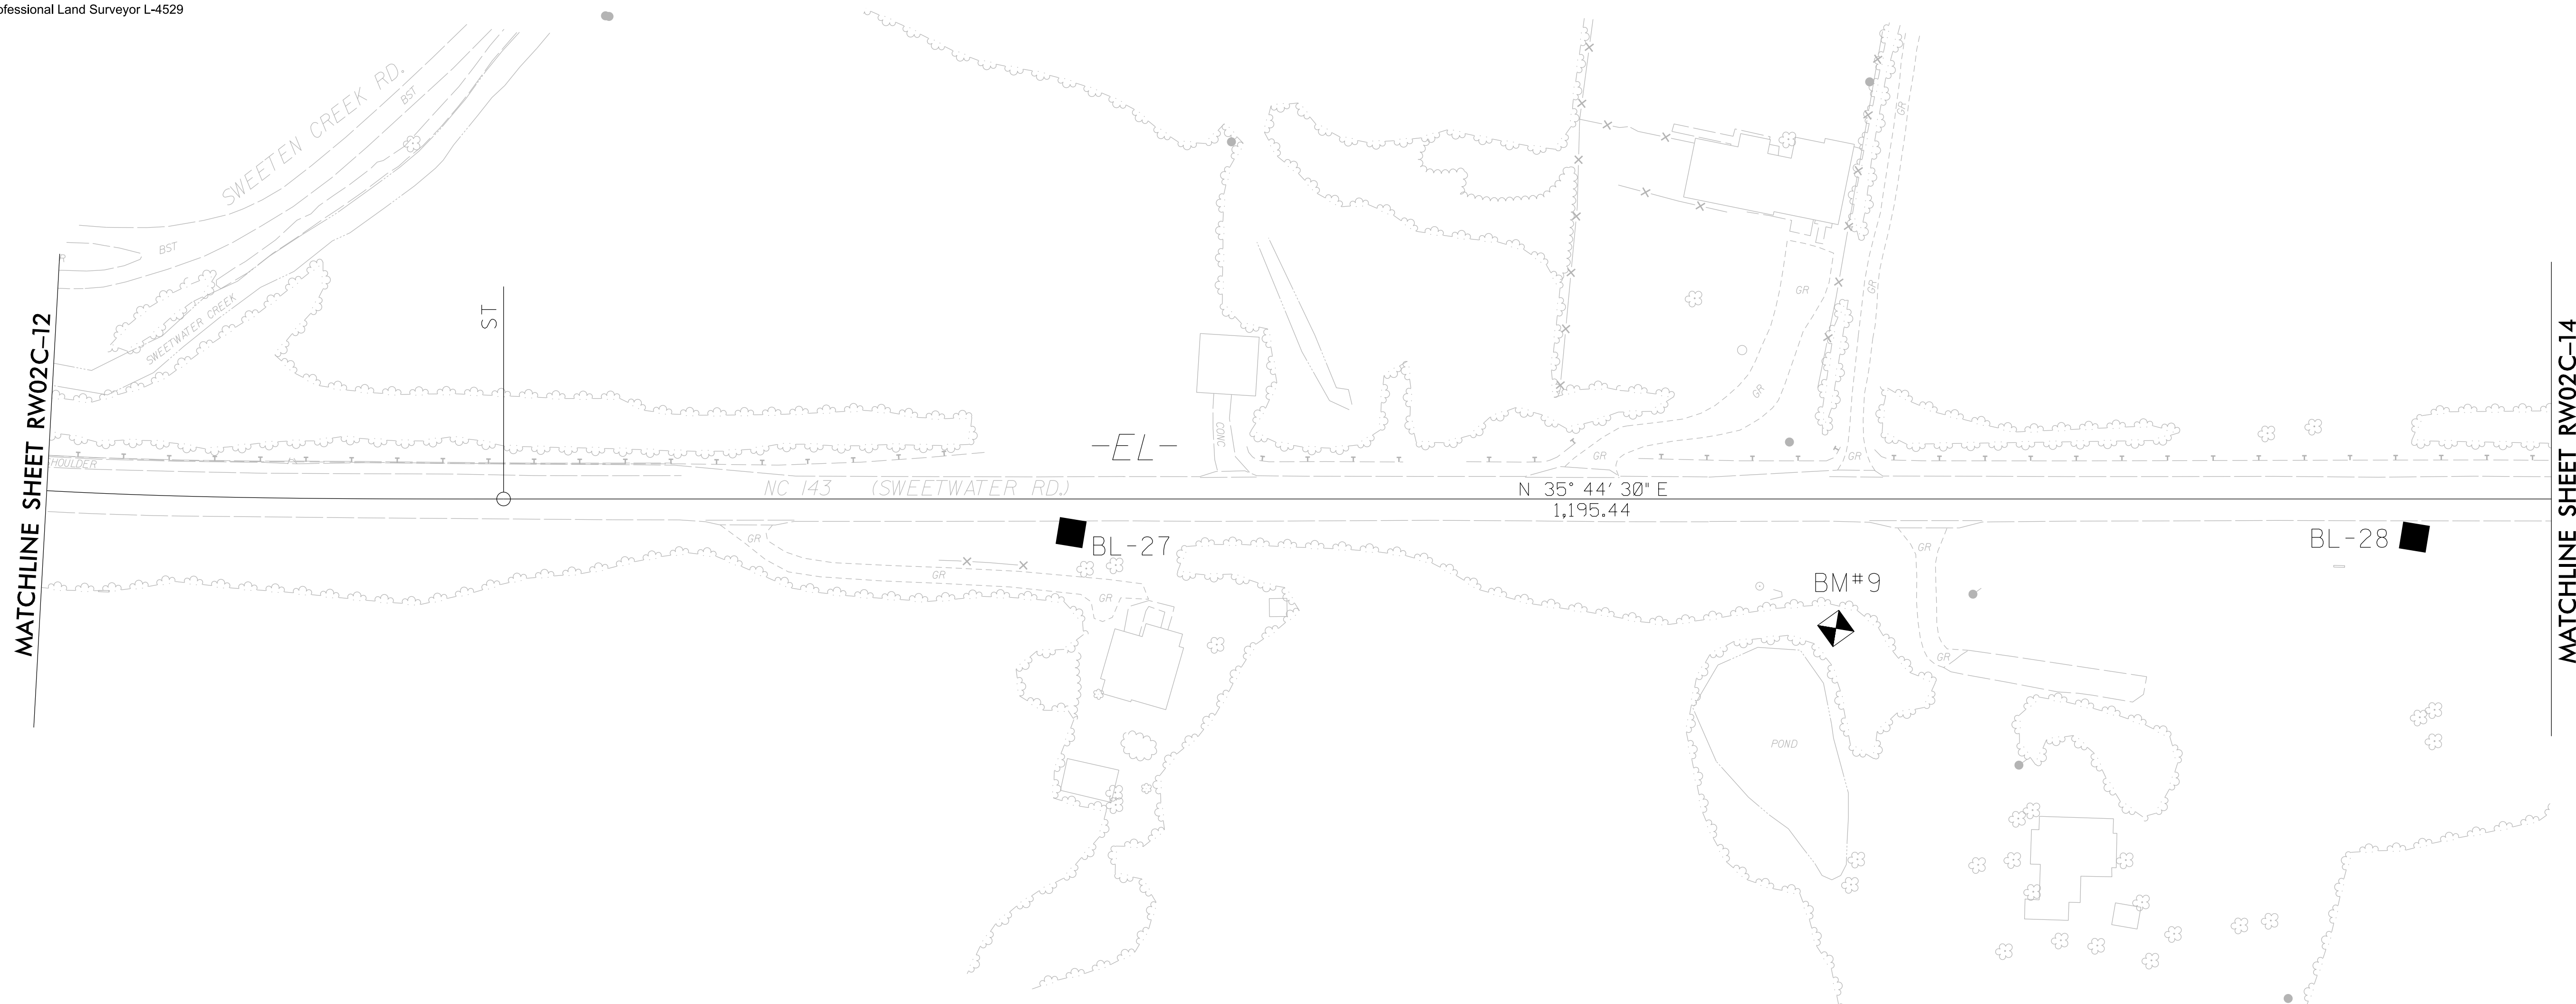 ofessional Land Surveyor L-4529
SWEETEN CREEK RD.
BST
BST
R
GR
SWEETWATER CREEK
MATCHLINE SHEET RW02C-12
ST
HOULDER
CONC
-EL-
NC 143 (SWEETWATER RD.)
N 35° 44' 30" E
1,195.44
GR
GR
GR
GR
GR
MATCHLINE SHEET RW02C-14
GR
GR
GR
BL-27
BM#9
GR
BL-28
GR
POND